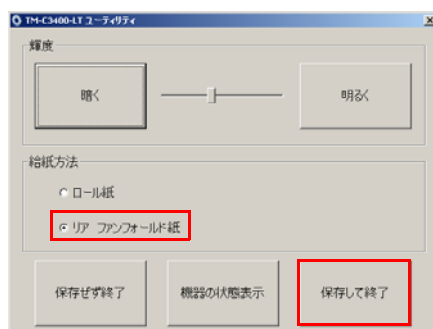 TM-C3400-LT ユーティリティ
輝度
暗く
明るく
給紙方法
ロール紙
リア ファンフォールド紙
保存せず終了
機器の状態表示
保存して終了